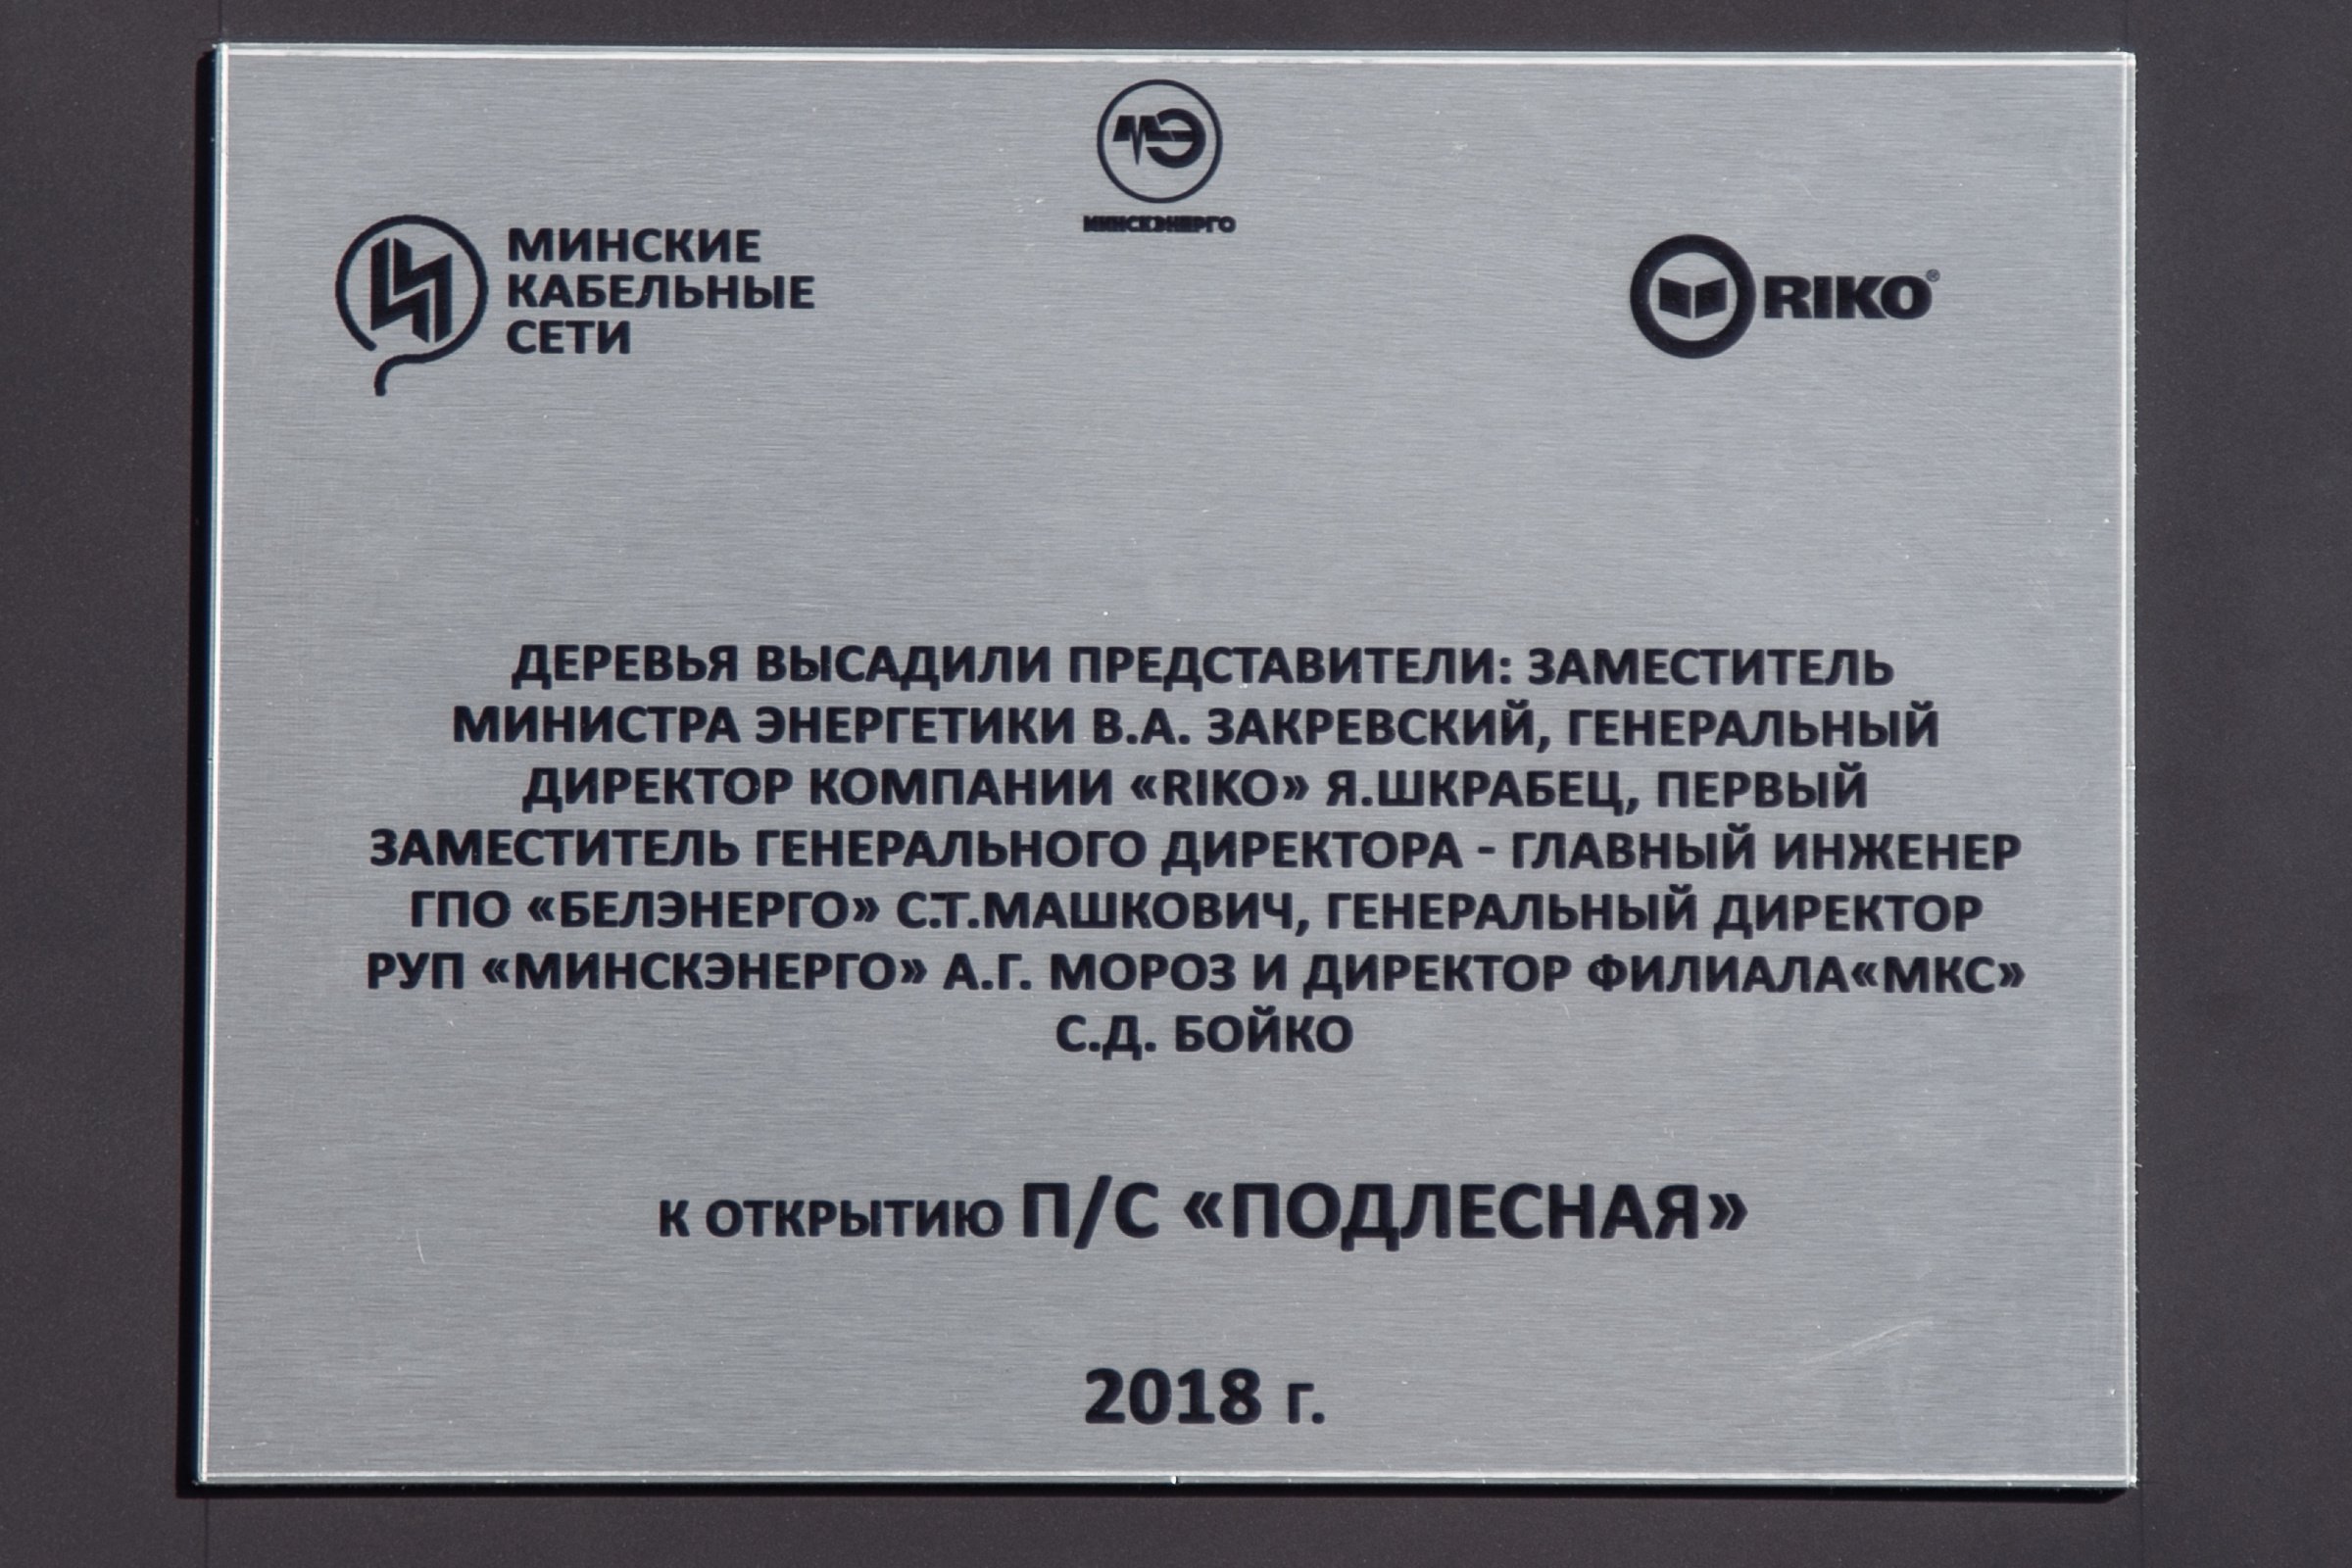 МИНСКЭНЕРГО
МИНСКИЕ
КАБЕЛЬНЫЕ
СЕТИ
RIKO®
ДЕРЕВЬЯ ВЫСАДИЛИ ПРЕДСТАВИТЕЛИ: ЗАМЕСТИТЕЛЬ
МИНИСТРА ЭНЕРГЕТИКИ В.А. ЗАКРЕВСКИЙ, ГЕНЕРАЛЬНЫЙ
ДИРЕКТОР КОМПАНИИ «RIKO» Я.ШКРАБЕЦ, ПЕРВЫЙ
ЗАМЕСТИТЕЛЬ ГЕНЕРАЛЬНОГО ДИРЕКТОРА - ГЛАВНЫЙ ИНЖЕНЕР
ГПО «БЕЛЭНЕРГО» С.Т.МАШКОВИЧ, ГЕНЕРАЛЬНЫЙ ДИРЕКТОР
РУП «МИНСКЭНЕРГО» А.Г. МОРОЗ И ДИРЕКТОР ФИЛИАЛА«МКС»
С.Д. БОЙКО
К ОТКРЫТИЮ П/С «ПОДЛЕСНАЯ»
2018 г.